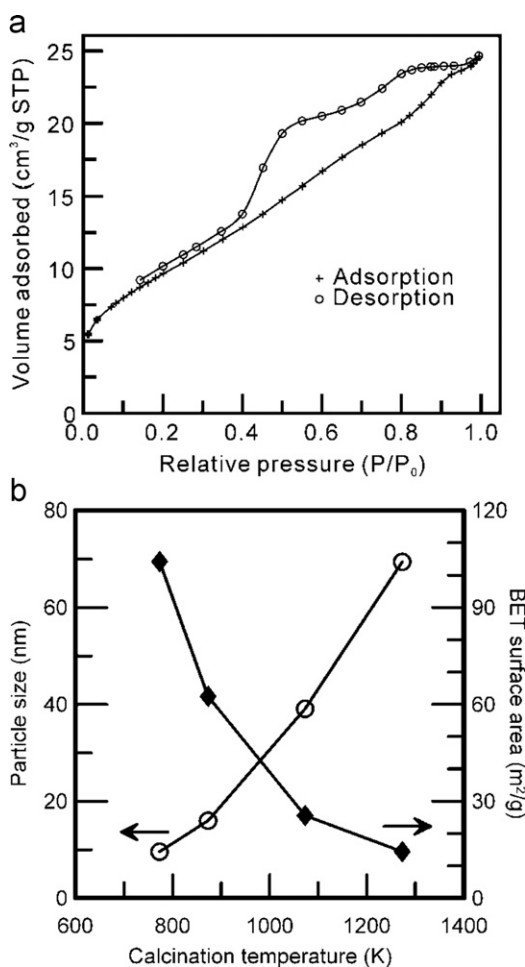 a
Volume adsorbed (cm³/g STP)
25
20
15
10
5
0
+ Adsorption
Desorption
0.0 0.2 0.4 0.6 0.8 1.0
Relative pressure (P/P₀)
b
Particle size (nm)
80
60
40
20
0
BET surface area (m²/g)
120
90
60
30
0
600 800 1000 1200 1400
Calcination temperature (K)